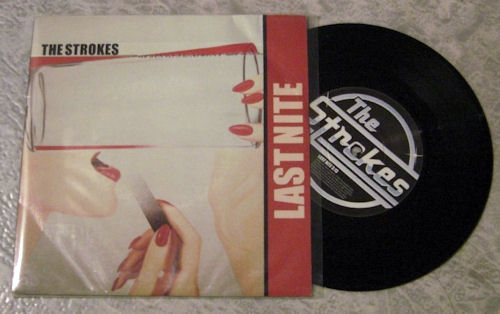 THE STROKES
LAST NITE
The
Strokes